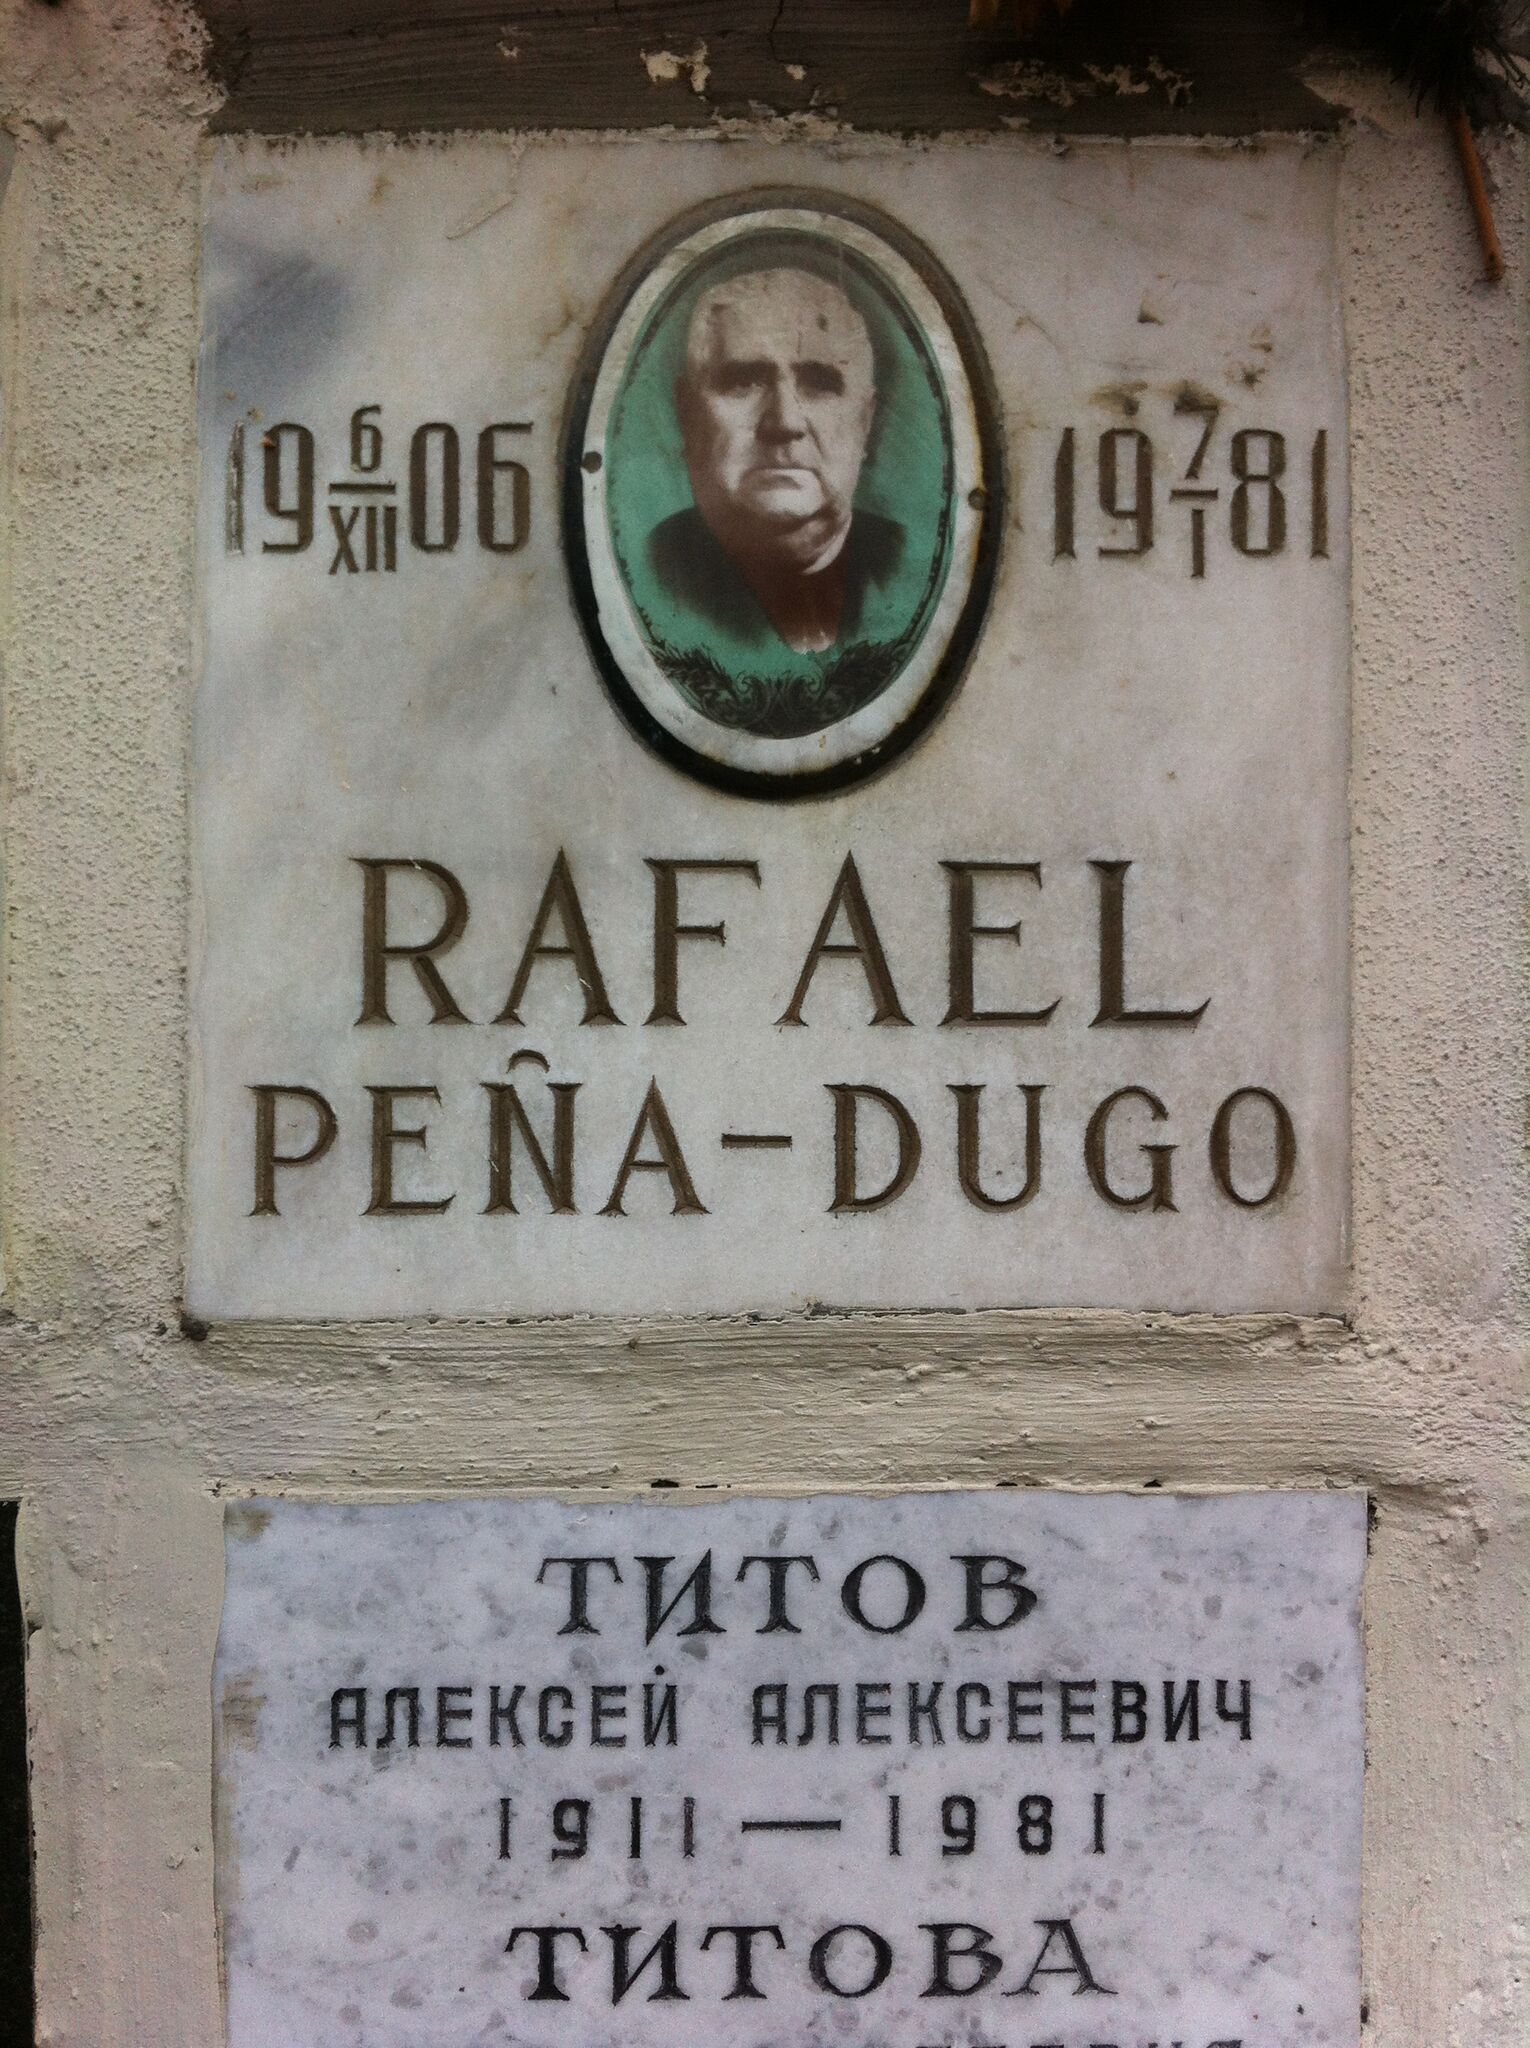 19 6/XII 06 19 7/I 81
RAFAEL
PEÑA-DUGO
ТИТОВ
АЛЕКСЕЙ АЛЕКСЕЕВИЧ
1911 — 1981
ТИТОВА